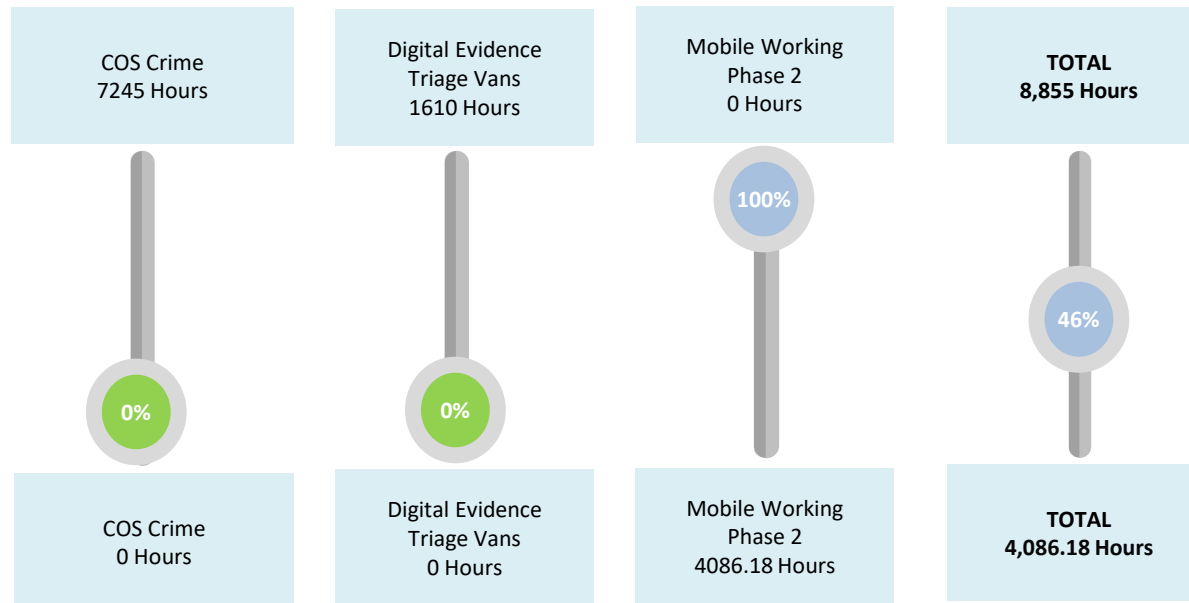 COS Crime
7245 Hours
Digital Evidence
Triage Vans
1610 Hours
Mobile Working
Phase 2
0 Hours
TOTAL
8,855 Hours
0%
0%
100%
46%
COS Crime
0 Hours
Digital Evidence
Triage Vans
0 Hours
Mobile Working
Phase 2
4086.18 Hours
TOTAL
4,086.18 Hours